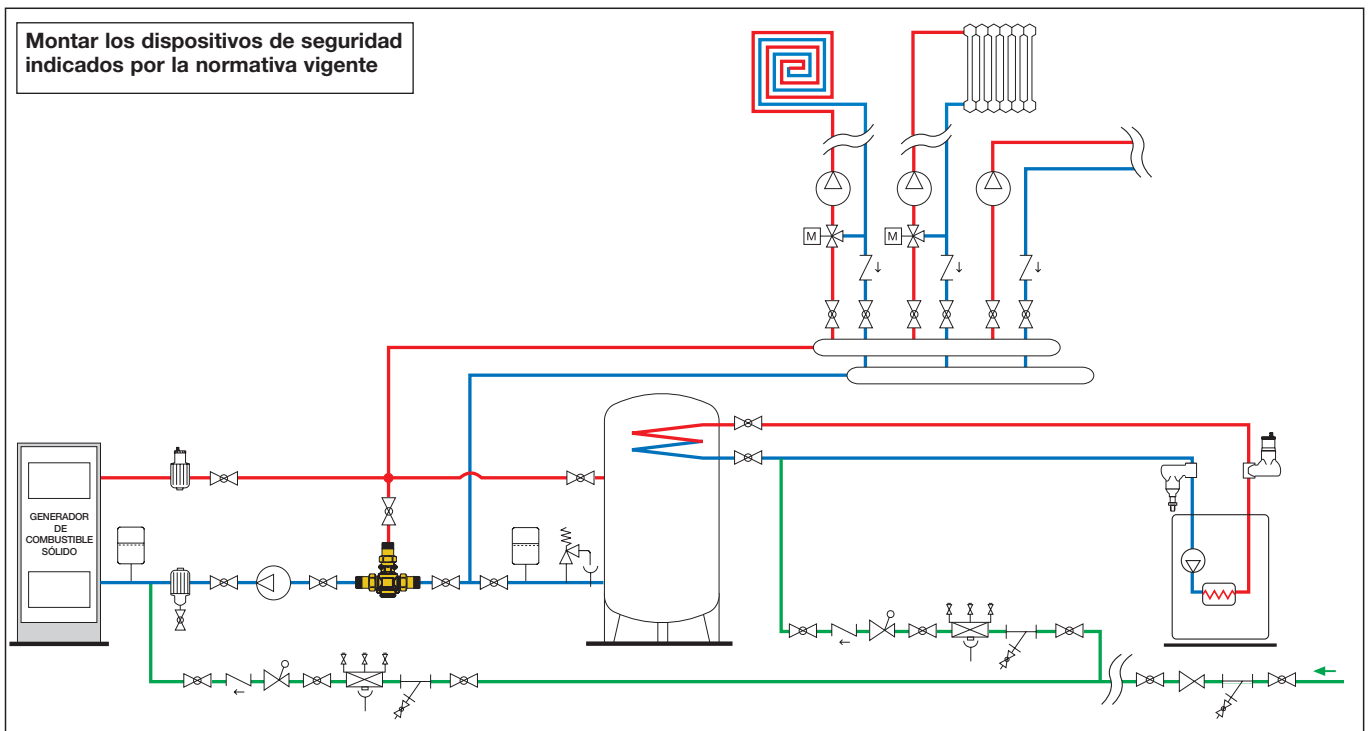 Montar los dispositivos de seguridad
indicados por la normativa vigente
M
M
GENERADOR
DE
COMBUSTIBLE
SÓLIDO